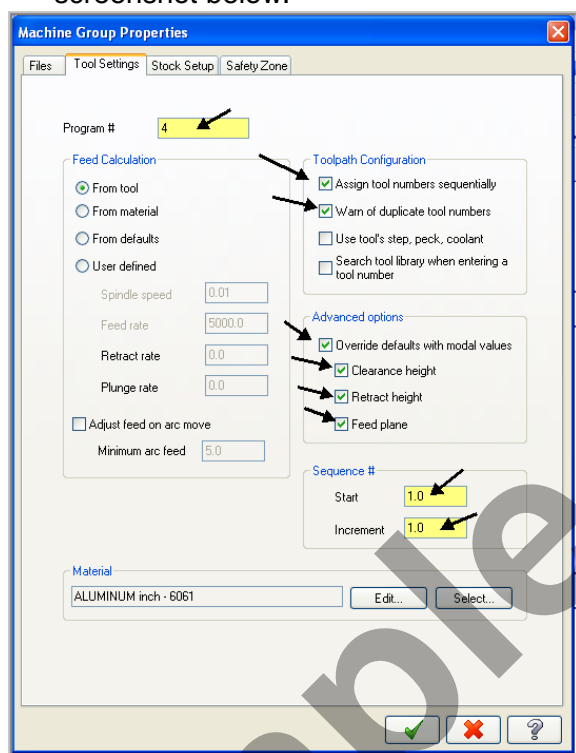 screenshot below.
Machine Group Properties
Files Tool Settings Stock Setup Safety Zone
Program # 4
Feed Calculation
From tool
From material
From defaults
User defined
Spindle speed 0.01
Feed rate 5000.0
Retract rate 0.0
Plunge rate 0.0
Adjust feed on arc move
Minimum arc feed 5.0
Toolpath Configuration
Assign tool numbers sequentially
Warn of duplicate tool numbers
Use tool's step, peck, coolant
Search tool library when entering a
tool number
Advanced options
Override defaults with modal values
Clearance height
Retract height
Feed plane
Sequence #
Start 1.0
Increment 1.0
Material
ALUMINUM inch - 6061 Edit... Select...
ple